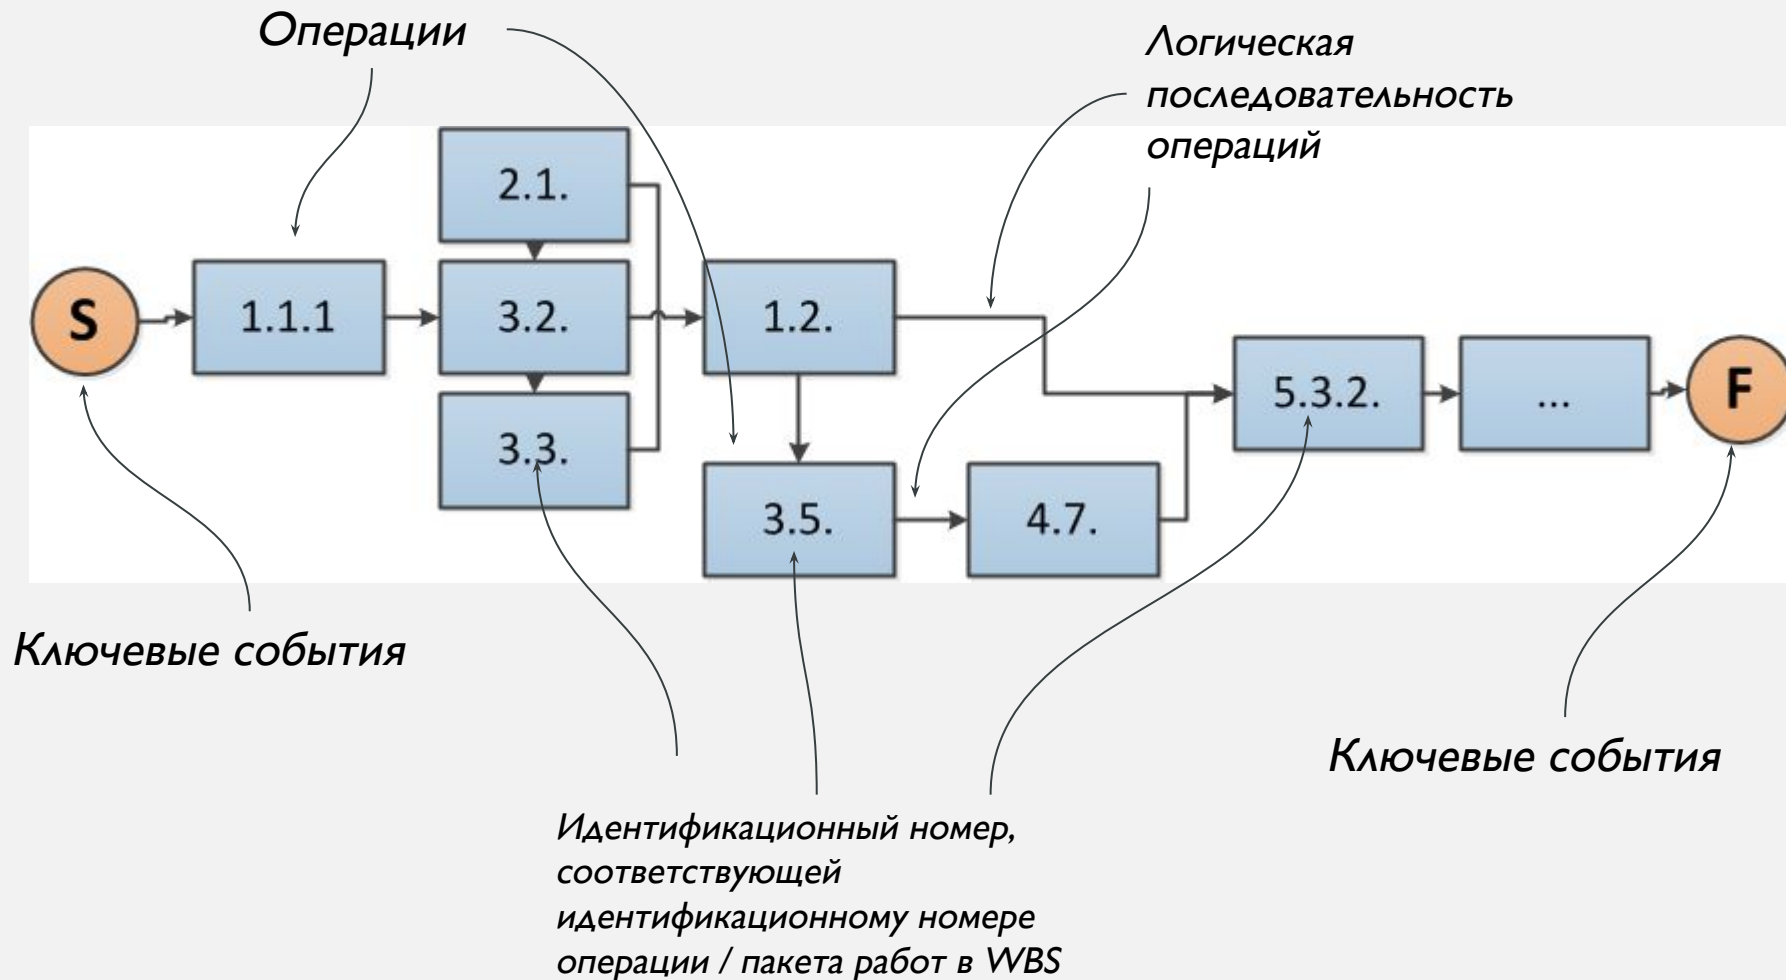 Операции
Логическая
последовательность
операций
2.1.
S
1.1.1
3.2.
1.2.
3.3.
5.3.2.
...
F
3.5.
4.7.
Ключевые события
Ключевые события
Идентификационный номер,
соответствующей
идентификационному номере
операции / пакета работ в WBS